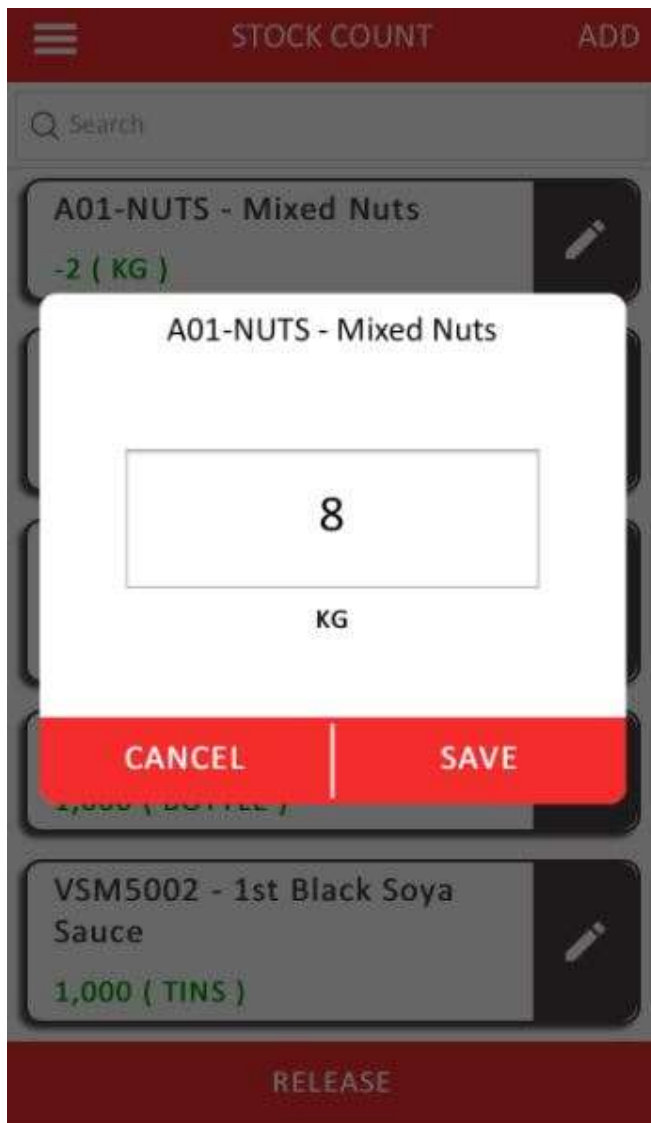 STOCK COUNT ADD
Search
A01-NUTS - Mixed Nuts
-2 ( KG )
A01-NUTS - Mixed Nuts
8
KG
CANCEL SAVE
VSM5002 - 1st Black Soya
Sauce
1,000 ( TINS )
RELEASE